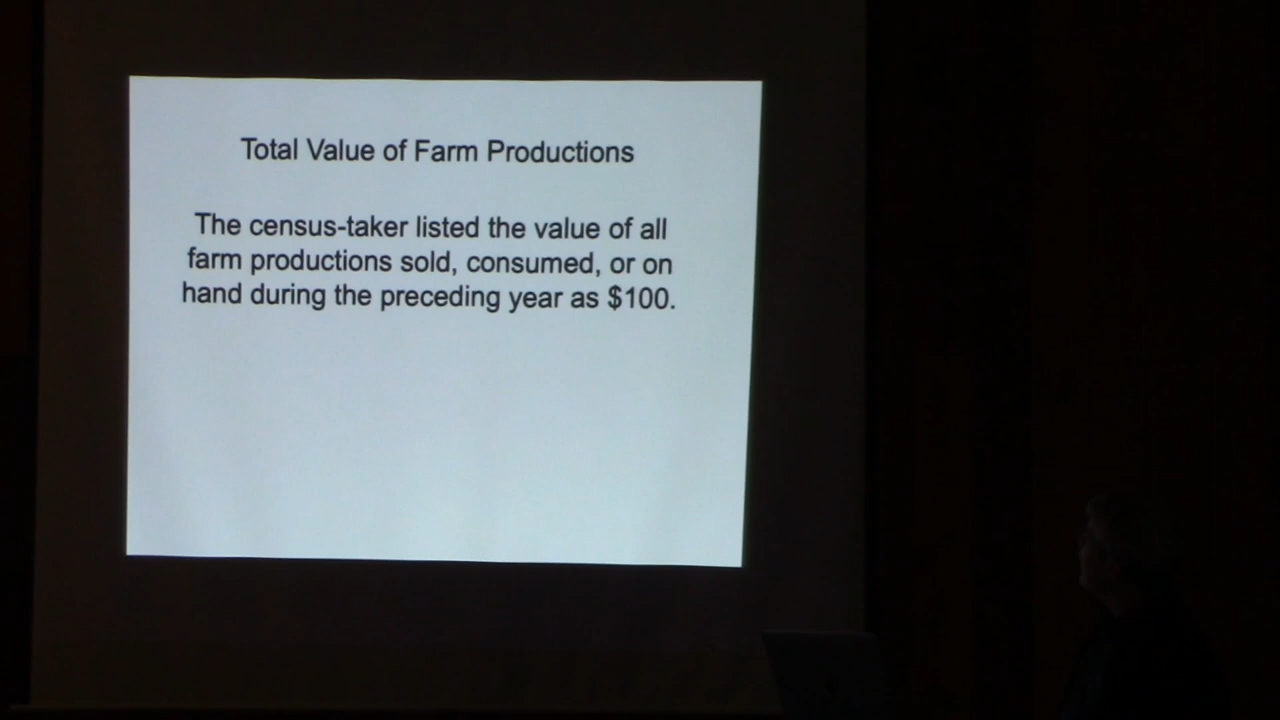 Total Value of Farm Productions
The census-taker listed the value of all
farm productions sold, consumed, or on
hand during the preceding year as $100.